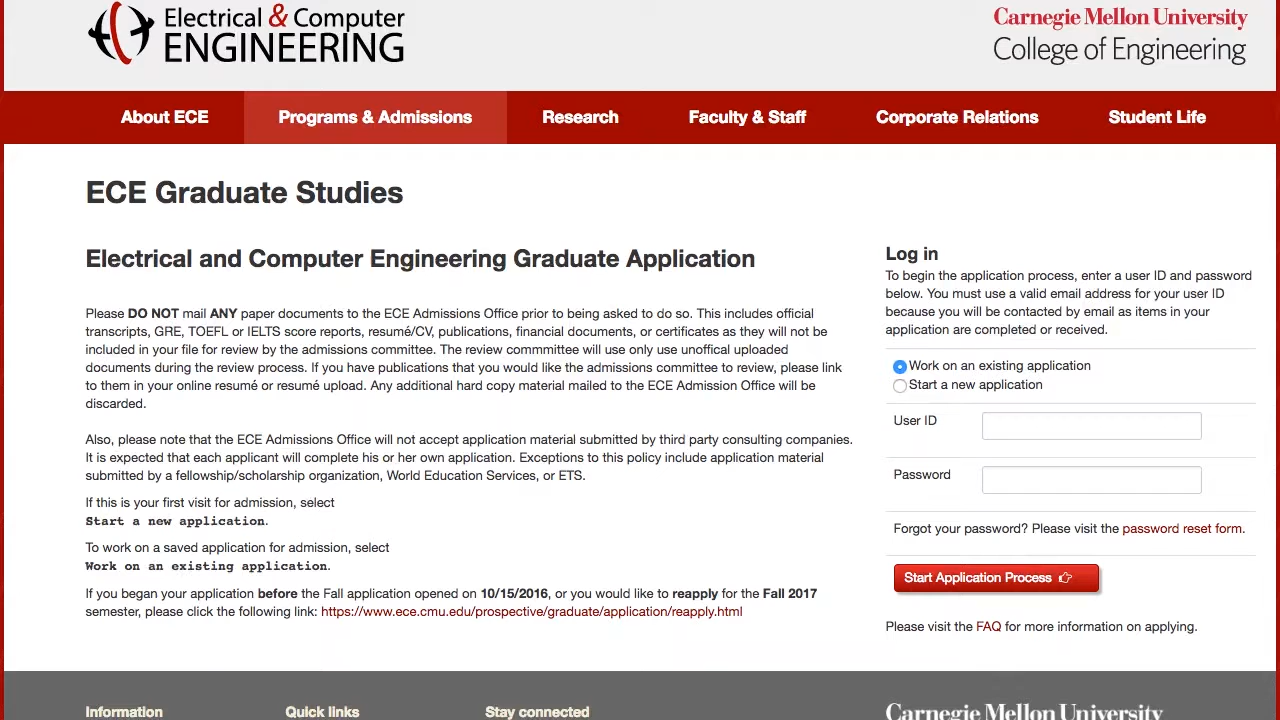 Electrical & Computer
ENGINEERING
Carnegie Mellon University
College of Engineering
About ECE
Programs & Admissions
Research
Faculty & Staff
Corporate Relations
Student Life
ECE Graduate Studies
Electrical and Computer Engineering Graduate Application
Please DO NOT mail ANY paper documents to the ECE Admissions Office prior to being asked to do so. This includes official
transcripts, GRE, TOEFL or IELTS score reports, resumé/CV, publications, financial documents, or certificates as they will not be
included in your file for review by the admissions committee. The review commmittee will use only use unoffical uploaded
documents during the review process. If you have publications that you would like the admissions committee to review, please link
to them in your online resumé or resumé upload. Any additional hard copy material mailed to the ECE Admission Office will be
discarded.
Also, please note that the ECE Admissions Office will not accept application material submitted by third party consulting companies.
It is expected that each applicant will complete his or her own application. Exceptions to this policy include application material
submitted by a fellowship/scholarship organization, World Education Services, or ETS.
If this is your first visit for admission, select
Start a new application.
To work on a saved application for admission, select
Work on an existing application.
If you began your application before the Fall application opened on 10/15/2016, or you would like to reapply for the Fall 2017
semester, please click the following link: https://www.ece.cmu.edu/prospective/graduate/application/reapply.html
Log in
To begin the application process, enter a user ID and password
below. You must use a valid email address for your user ID
because you will be contacted by email as items in your
application are completed or received.
Work on an existing application
Start a new application
User ID
Password
Forgot your password? Please visit the password reset form.
Start Application Process
Please visit the FAQ for more information on applying.
Information
Quick links
Stay connected
Carnegie Mellon University